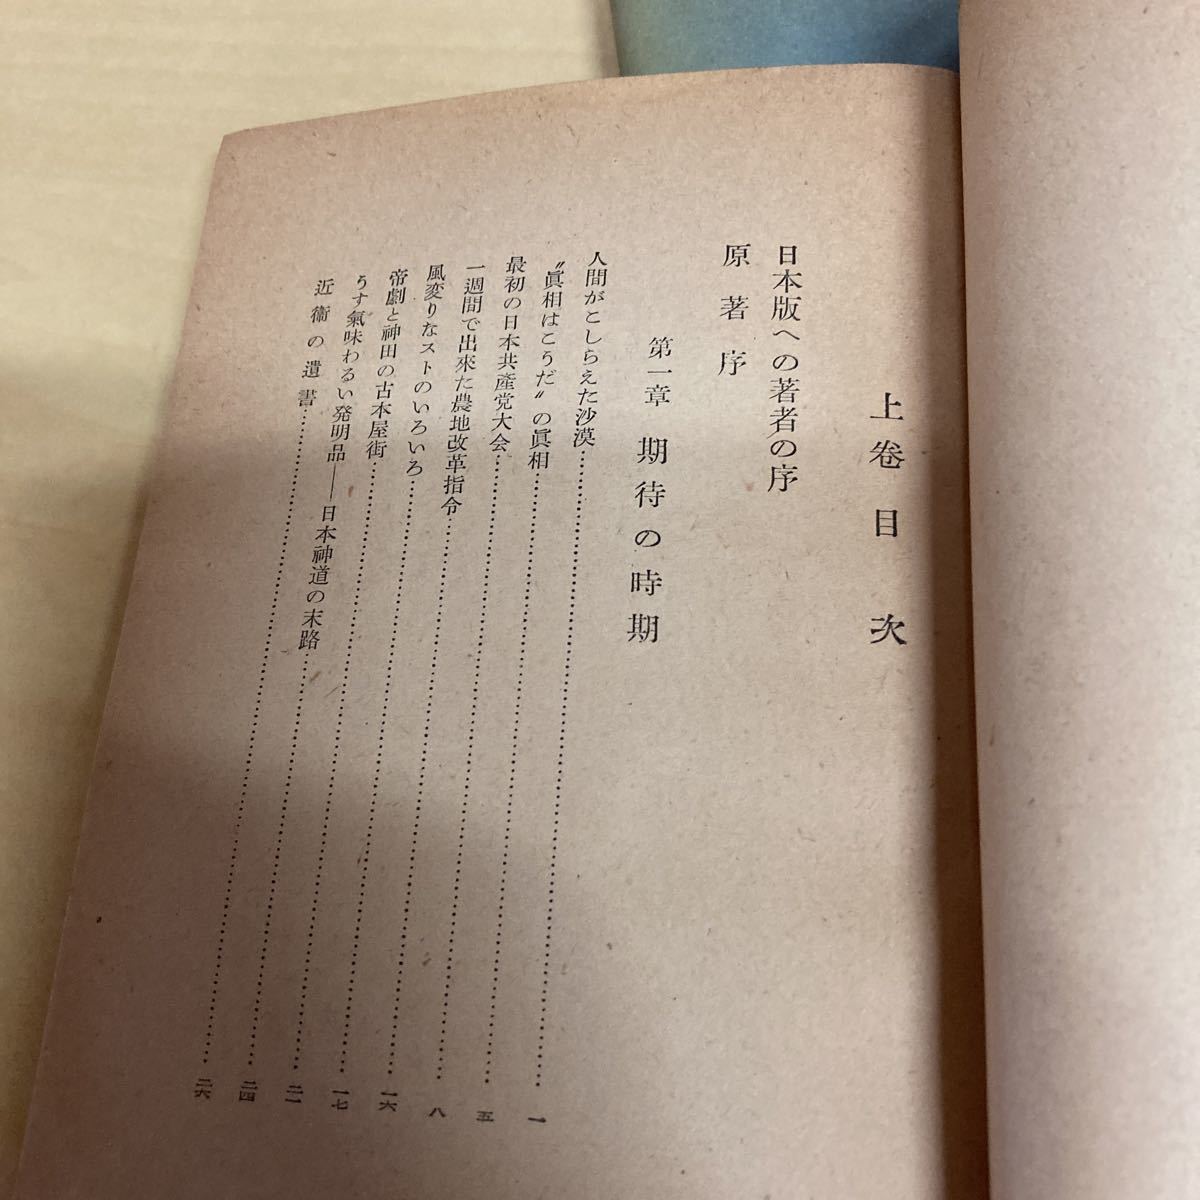 上卷目次
日本版への著者の序
原著序
第一章 期待の時期
人間がこしらえた沙漠……一
〝眞相はこうだ〟の眞相……五
最初の日本共産党大会……八
一週間で出來た農地改革指令……一六
風変りなストのいろいろ……一七
帝劇と神田の古本屋街……二一
うす氣味わるい発明品――日本神道の末路……二四
近衞の遺書……二六